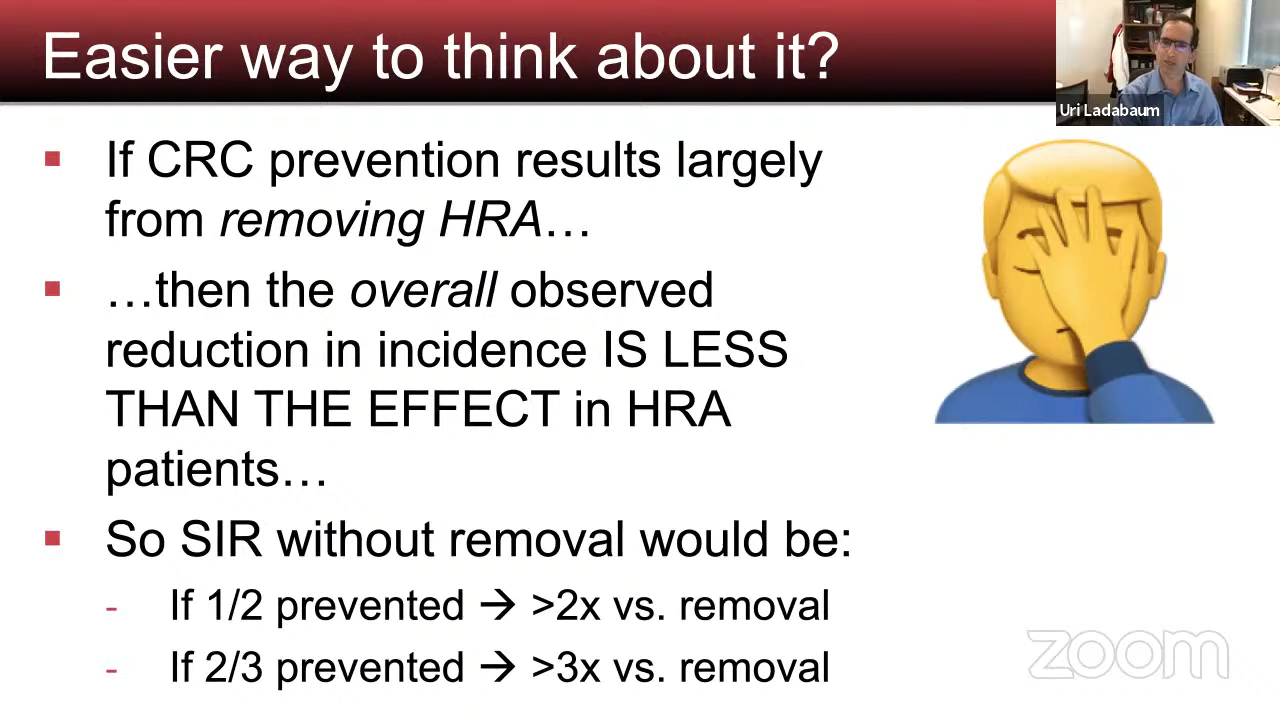 Easier way to think about it?
Uri Ladabaum
▪ If CRC prevention results largely
from removing HRA…
▪ …then the overall observed
reduction in incidence IS LESS
THAN THE EFFECT in HRA
patients…
▪ So SIR without removal would be:
- If 1/2 prevented → >2x vs. removal
- If 2/3 prevented → >3x vs. removal
zoom